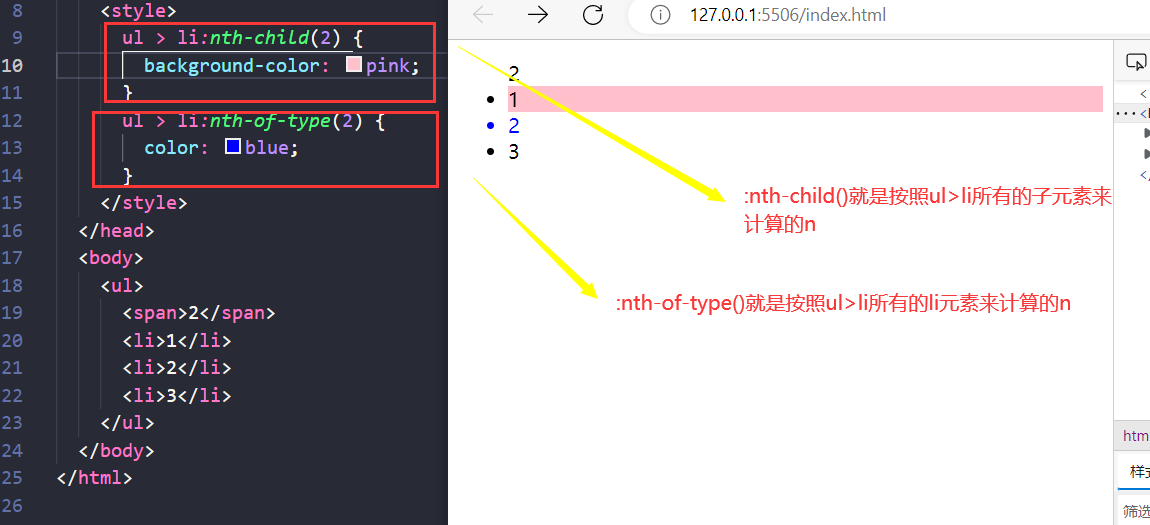 8 <style>
9 ul > li:nth-child(2) {
10 background-color: pink;
11 }
12 ul > li:nth-of-type(2) {
13 color: blue;
14 }
15 </style>
16 </head>
17 <body>
18 <ul>
19 <span>2</span>
20 <li>1</li>
21 <li>2</li>
22 <li>3</li>
23 </ul>
24 </body>
25 </html>
26
127.0.0.1:5506/index.html
2
1
2
3
:nth-child()就是按照ul>li所有的子元素来
计算的n
:nth-of-type()就是按照ul>li所有的li元素来计算的n
htm
样式
筛选